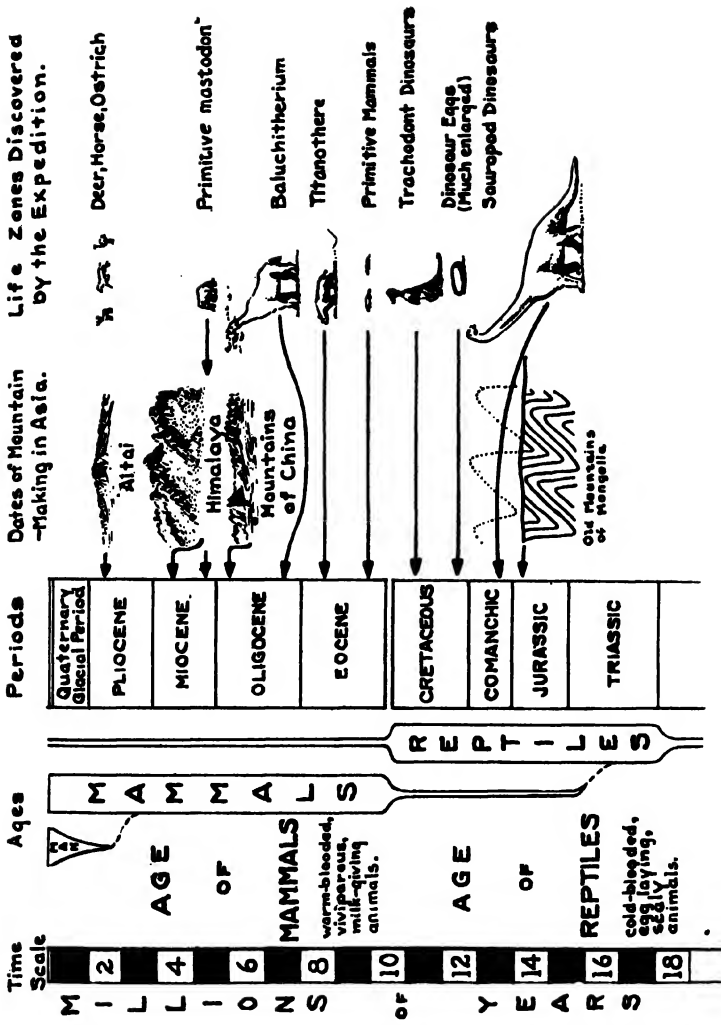 Time
Scale
Ages
Periods
Dates of Mountain
-Making in Asia.
Life Zones Discovered
by the Expedition.
MILLIONS
OF
YEARS
2
4
6
8
10
12
14
16
18
MAN
AGE
OF
MAMMALS
warm-blooded,
viviparous,
milk-giving
animals.
AGE
OF
REPTILES
cold-blooded,
egg laying,
scaly
animals.
MAMMALS
REPTILES
Quaternary
Glacial Period
PLIOCENE
MIOCENE.
OLIGOCENE
EOCENE
CRETACEOUS
COMANCHIC
JURASSIC
TRIASSIC
Altai
Himalaya
Mountains
of China
Old Mountains
of Mongolia
Deer, Horse, Ostrich
Primitive mastodon
Baluchitherium
Titanothere
Primitive Mammals
Trachodont Dinosaurs
Dinosaur Eggs
(Much enlarged)
Sauropod Dinosaurs